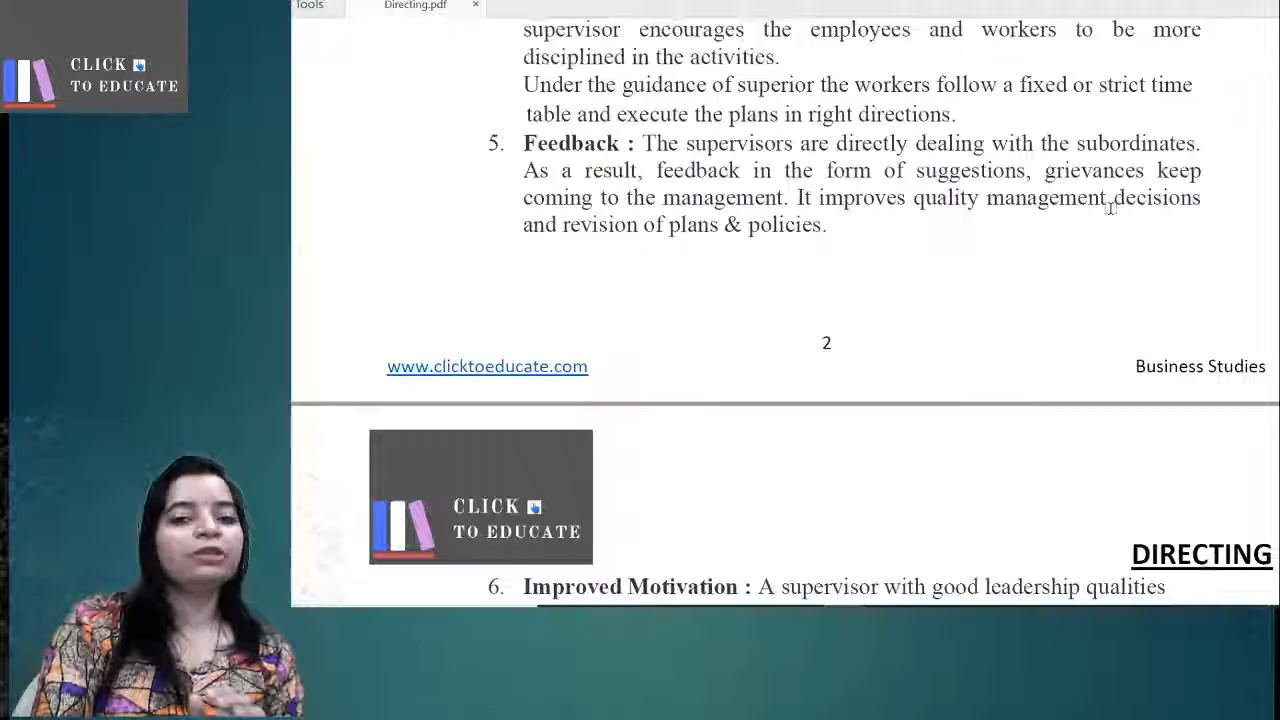 Tools
Directing.pdf
×
CLICK
TO EDUCATE
supervisor encourages the employees and workers to be more
disciplined in the activities.
Under the guidance of superior the workers follow a fixed or strict time
table and execute the plans in right directions.
5. Feedback : The supervisors are directly dealing with the subordinates.
As a result, feedback in the form of suggestions, grievances keep
coming to the management. It improves quality management decisions
and revision of plans & policies.
2
www.clicktoeducate.com
Business Studies
CLICK
TO EDUCATE
DIRECTING
6. Improved Motivation : A supervisor with good leadership qualities